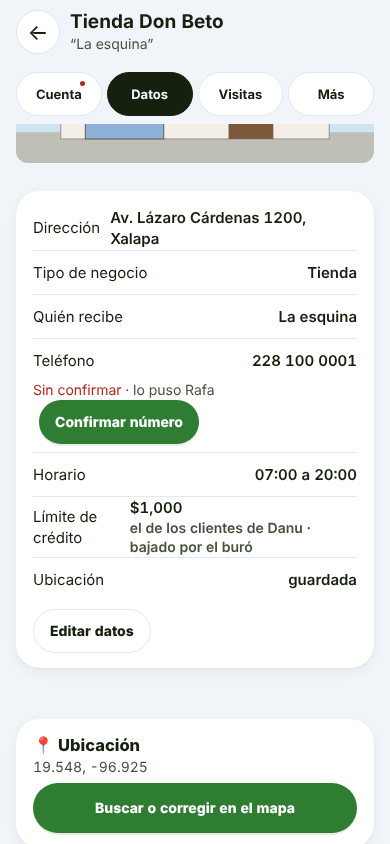 Tienda Don Beto
“La esquina”
Cuenta
Datos
Visitas
Más
Dirección
Av. Lázaro Cárdenas 1200,
Xalapa
Tipo de negocio
Tienda
Quién recibe
La esquina
Teléfono
228 100 0001
Sin confirmar · lo puso Rafa
Confirmar número
Horario
07:00 a 20:00
Límite de
crédito
$1,000
el de los clientes de Danu ·
bajado por el buró
Ubicación
guardada
Editar datos
📍 Ubicación
19.548, -96.925
Buscar o corregir en el mapa